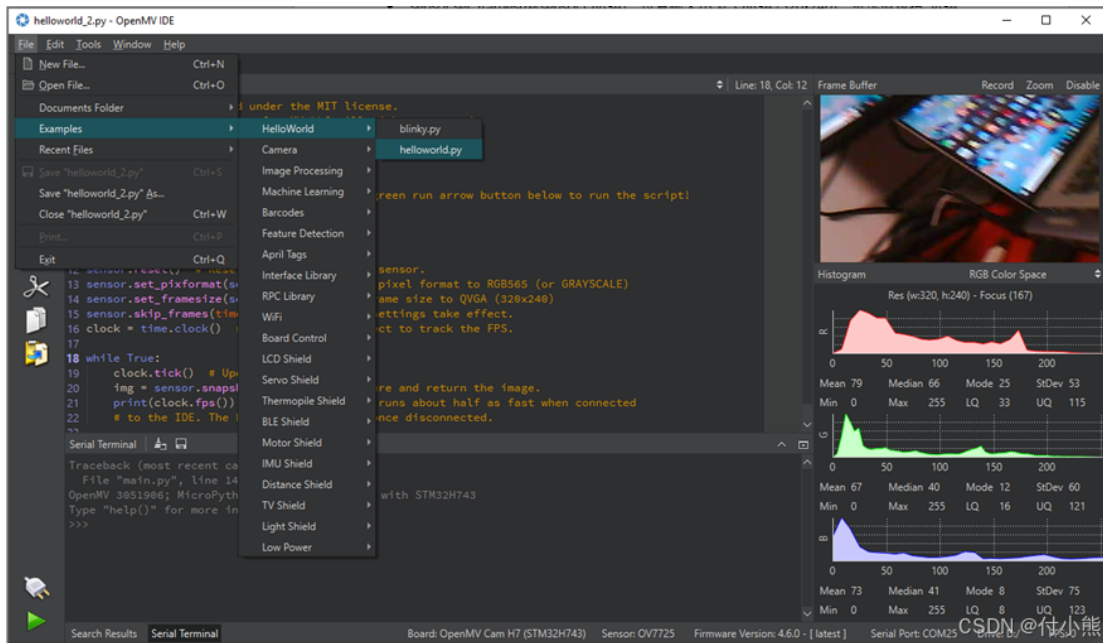 helloworld_2.py - OpenMV IDE
File Edit Tools Window Help
New File... Ctrl+N
Open File... Ctrl+O
Documents Folder
Examples
Recent Files
Save "helloworld_2.py" Ctrl+S
Save "helloworld_2.py" As...
Close "helloworld_2.py" Ctrl+W
Print... Ctrl+P
Exit Ctrl+Q
HelloWorld
Camera
Image Processing
Machine Learning
Barcodes
Feature Detection
April Tags
Interface Library
RPC Library
WiFi
Board Control
LCD Shield
Servo Shield
Thermopile Shield
BLE Shield
Motor Shield
IMU Shield
Distance Shield
TV Shield
Light Shield
Low Power
blinky.py
helloworld.py
Line: 18, Col: 12
under the MIT license.
green run arrow button below to run the script!
12 sensor.reset() # sensor.
13 sensor.set_pixformat( pixel format to RGB565 (or GRAYSCALE)
14 sensor.set_framesize( size to QVGA (320x240)
15 sensor.skip_frames( settings take effect.
16 clock = time.clock() to track the FPS.
17
18 while True:
19 clock.tick() #
20 img = and return the image.
21 print(clock.fps()) runs about half as fast when connected
22 # to the IDE. The once disconnected.
Serial Terminal
Traceback (most recent
File "main.py", line 14
OpenMV 3051906; with STM32H743
Type "help()" for more
>>>
Frame Buffer Record Zoom Disable
Histogram RGB Color Space
Res (w:320, h:240) - Focus (167)
R
0 50 100 150 200
Mean 79 Median 66 Mode 25 StDev 53
Min 0 Max 255 LQ 33 UQ 115
G
0 50 100 150 200
Mean 67 Median 40 Mode 12 StDev 60
Min 0 Max 255 LQ 16 UQ 121
B
0 50 100 150 200
Mean 73 Median 41 Mode 8 StDev 75
Min 0 Max 255 LQ 8 UQ 123
Search Results Serial Terminal Board: OpenMV Cam H7 (STM32H743) Sensor: OV7725 Firmware Version: 4.6.0 - [ latest ] Serial Port: COM25
CSDN @付小熊